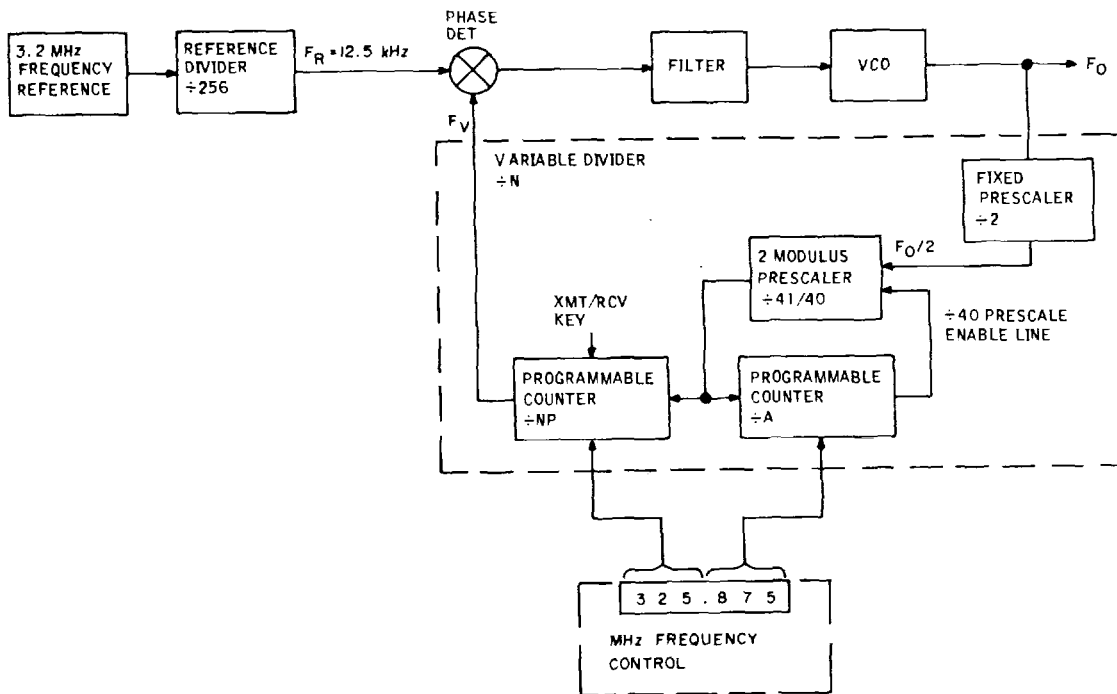 PHASE
DET
3.2 MHz
FREQUENCY
REFERENCE
REFERENCE
DIVIDER
÷256
F_R = 12.5 kHz
FILTER
VCO
F_O
F_V
VARIABLE DIVIDER
÷N
FIXED
PRESCALER
÷2
F_O/2
2 MODULUS
PRESCALER
÷41/40
÷40 PRESCALE
ENABLE LINE
XMT/RCV
KEY
PROGRAMMABLE
COUNTER
÷NP
PROGRAMMABLE
COUNTER
÷A
3 2 5 . 8 7 5
MHz FREQUENCY
CONTROL